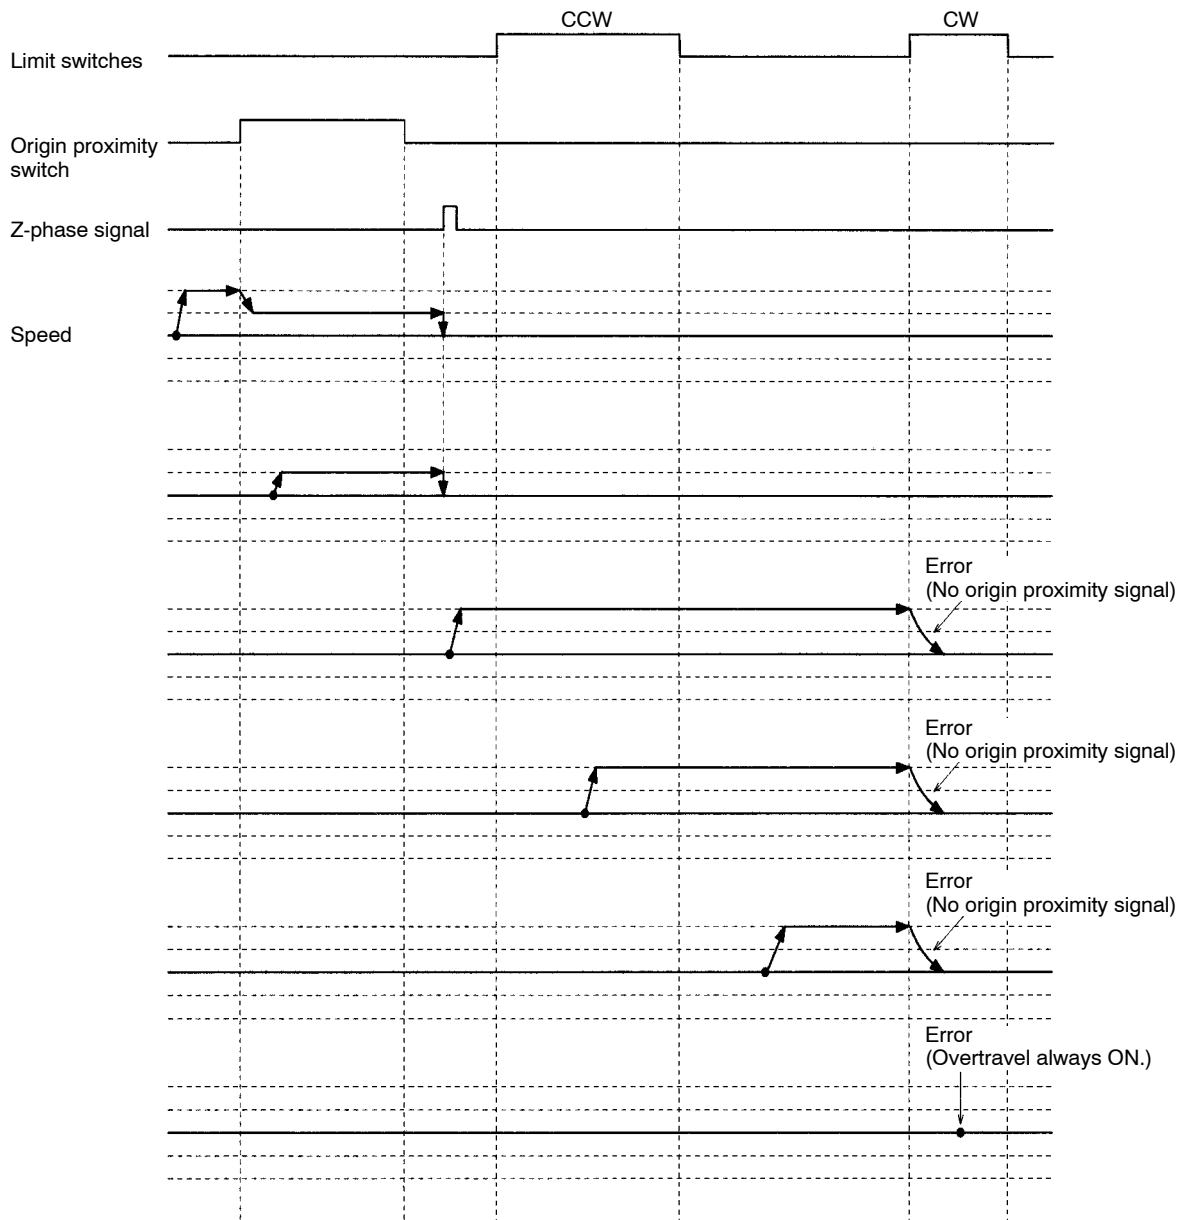 CCW
CW
Limit switches
Origin proximity
switch
Z-phase signal
Speed
Error
(No origin proximity signal)
Error
(No origin proximity signal)
Error
(No origin proximity signal)
Error
(Overtravel always ON.)